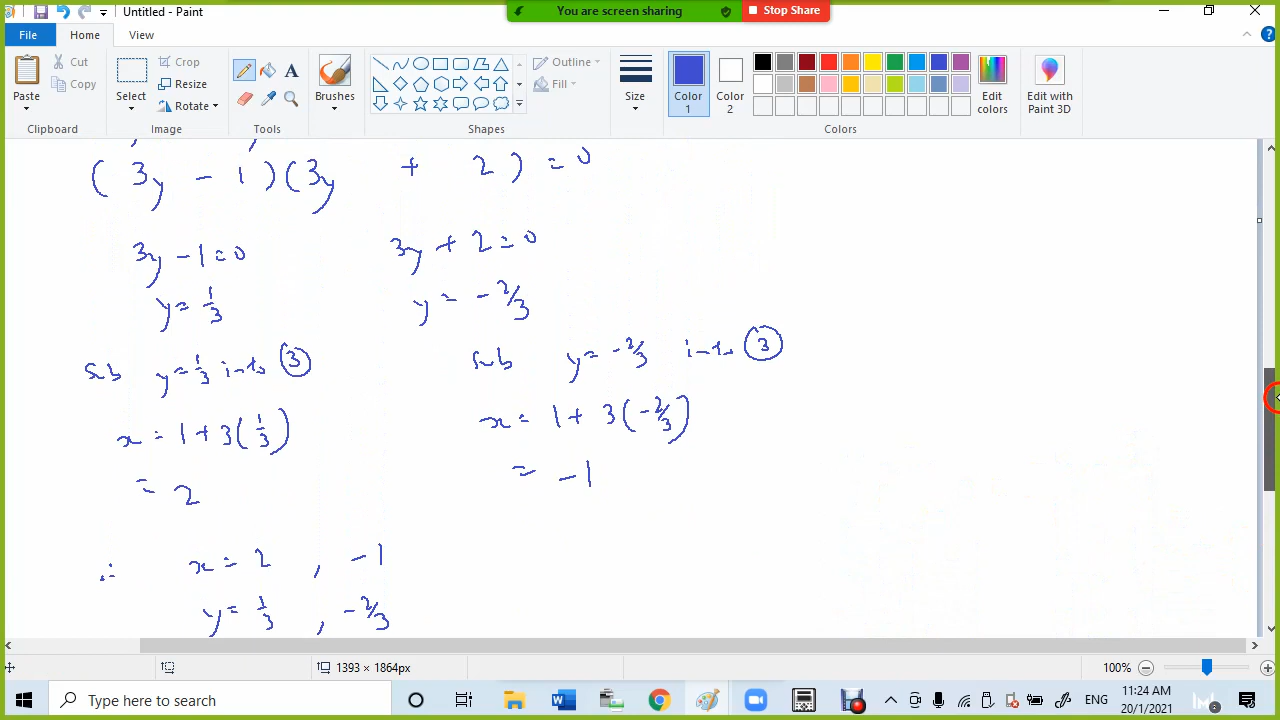 Untitled - Paint
You are screen sharing
Stop Share
File Home View
Paste
Cut
Copy
Clipboard
Select
Crop
Resize
Rotate
Image
Tools
Brushes
Shapes
Outline
Fill
Size
Color 1
Color 2
Colors
Edit colors
Edit with Paint 3D
(3y - 1)(3y + 2) = 0
3y - 1 = 0
3y + 2 = 0
y = 1/3
y = -2/3
Sub y = 1/3 into ③
Sub y = -2/3 into ③
x = 1 + 3(1/3)
x = 1 + 3(-2/3)
= 2
= -1
∴ x = 2 , -1
y = 1/3 , -2/3
1393 × 1864px
100%
Type here to search
ENG
11:24 AM
20/1/2021